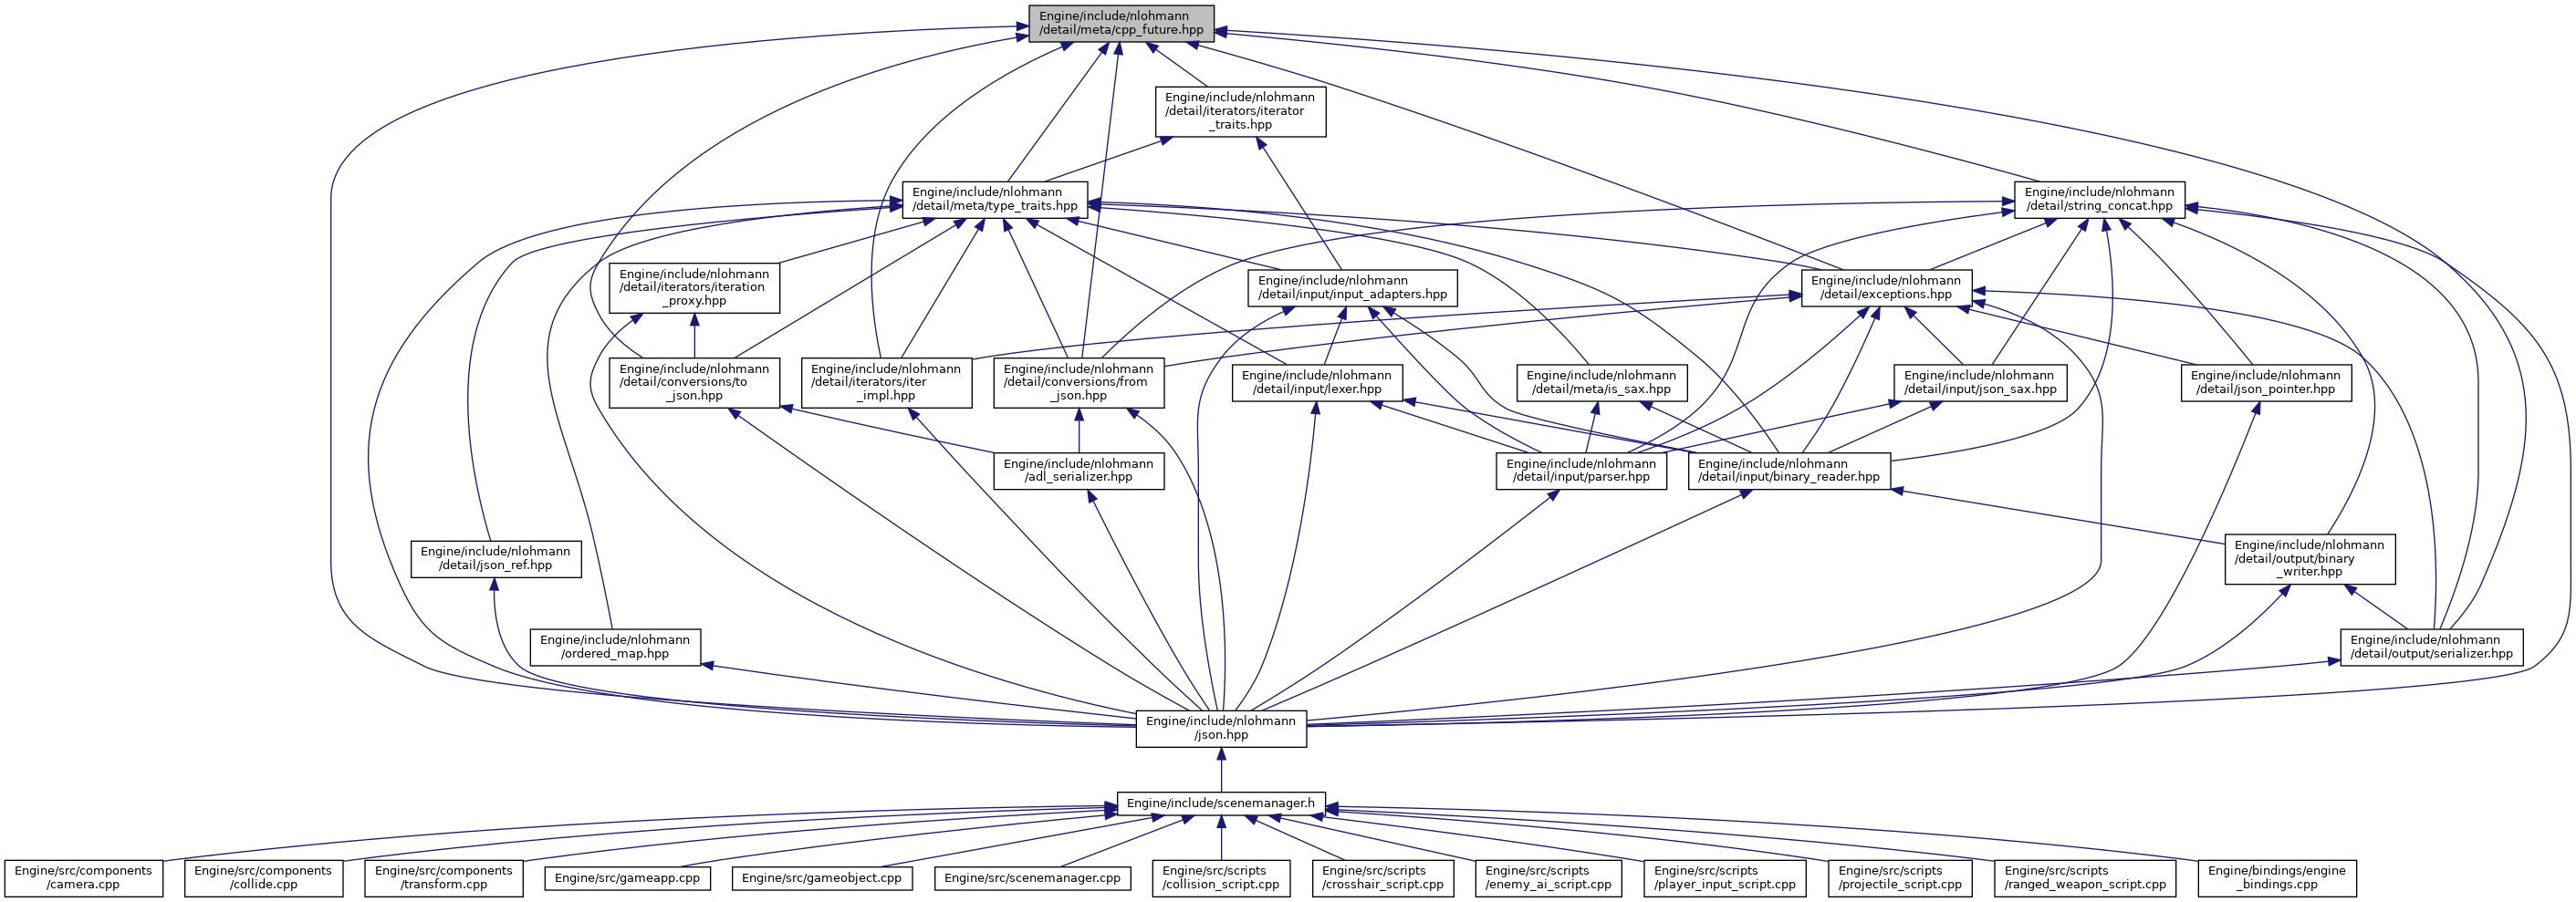 Engine/include/nlohmann
/detail/meta/cpp_future.hpp
Engine/include/nlohmann
/detail/iterators/iterator
_traits.hpp
Engine/include/nlohmann
/detail/meta/type_traits.hpp
Engine/include/nlohmann
/detail/string_concat.hpp
Engine/include/nlohmann
/detail/iterators/iteration
_proxy.hpp
Engine/include/nlohmann
/detail/input/input_adapters.hpp
Engine/include/nlohmann
/detail/exceptions.hpp
Engine/include/nlohmann
/detail/conversions/to
_json.hpp
Engine/include/nlohmann
/detail/iterators/iter
_impl.hpp
Engine/include/nlohmann
/detail/conversions/from
_json.hpp
Engine/include/nlohmann
/detail/input/lexer.hpp
Engine/include/nlohmann
/detail/meta/is_sax.hpp
Engine/include/nlohmann
/detail/input/json_sax.hpp
Engine/include/nlohmann
/detail/json_pointer.hpp
Engine/include/nlohmann
/adl_serializer.hpp
Engine/include/nlohmann
/detail/input/parser.hpp
Engine/include/nlohmann
/detail/input/binary_reader.hpp
Engine/include/nlohmann
/detail/json_ref.hpp
Engine/include/nlohmann
/detail/output/binary
_writer.hpp
Engine/include/nlohmann
/ordered_map.hpp
Engine/include/nlohmann
/detail/output/serializer.hpp
Engine/include/nlohmann
/json.hpp
Engine/include/scenemanager.h
Engine/src/components
/camera.cpp
Engine/src/components
/collide.cpp
Engine/src/components
/transform.cpp
Engine/src/gameapp.cpp
Engine/src/gameobject.cpp
Engine/src/scenemanager.cpp
Engine/src/scripts
/collision_script.cpp
Engine/src/scripts
/crosshair_script.cpp
Engine/src/scripts
/enemy_ai_script.cpp
Engine/src/scripts
/player_input_script.cpp
Engine/src/scripts
/projectile_script.cpp
Engine/src/scripts
/ranged_weapon_script.cpp
Engine/bindings/engine
_bindings.cpp